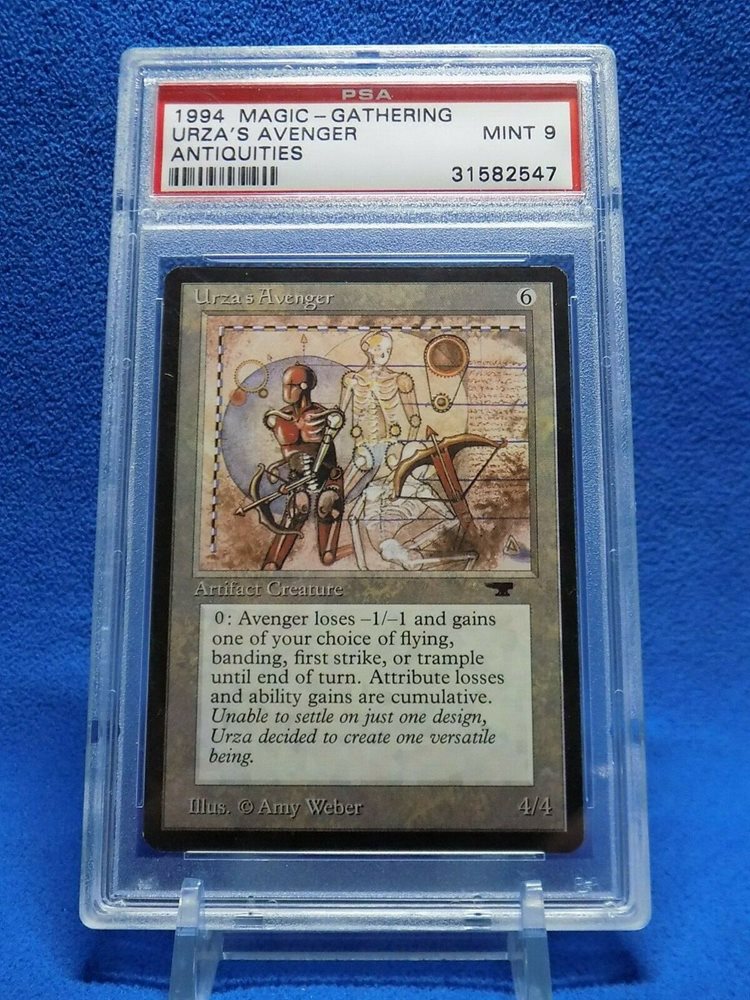 PSA
1994 MAGIC–GATHERING
URZA'S AVENGER MINT 9
ANTIQUITIES
31582547
Urza's Avenger 6
Artifact Creature
0: Avenger loses –1/–1 and gains
one of your choice of flying,
banding, first strike, or trample
until end of turn. Attribute losses
and ability gains are cumulative.
Unable to settle on just one design,
Urza decided to create one versatile
being.
Illus. © Amy Weber 4/4